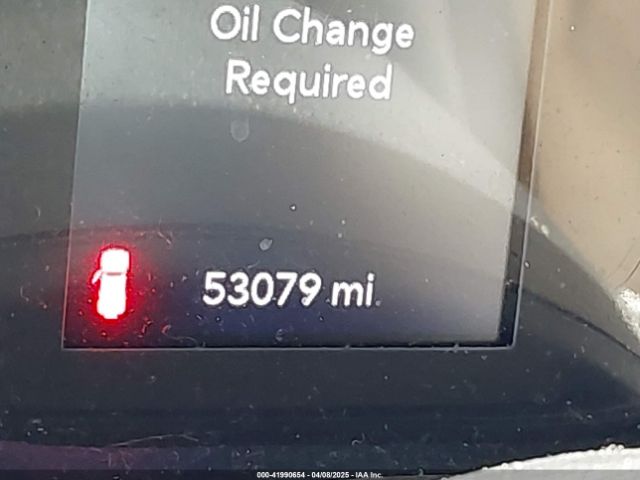 Oil Change
Required
53079 mi
000-41990654 - 04/08/2025 - IAA Inc.